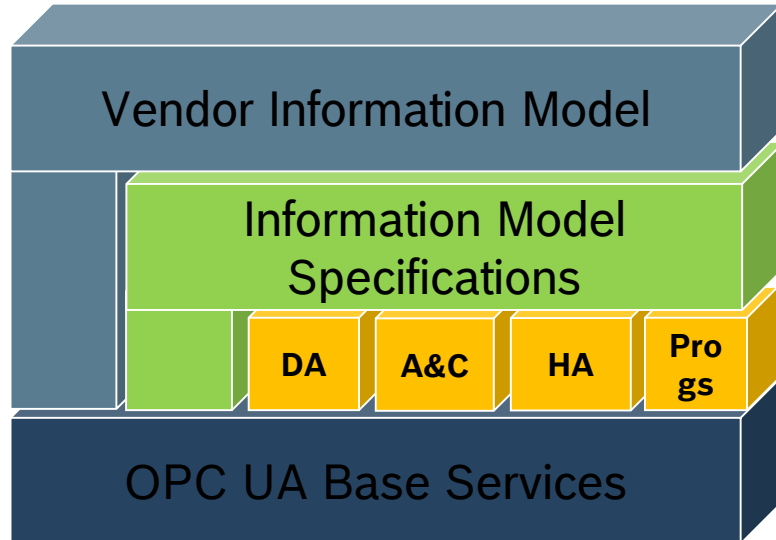 Vendor Information Model
Information Model
Specifications
DA
A&C
HA
Pro
gs
OPC UA Base Services